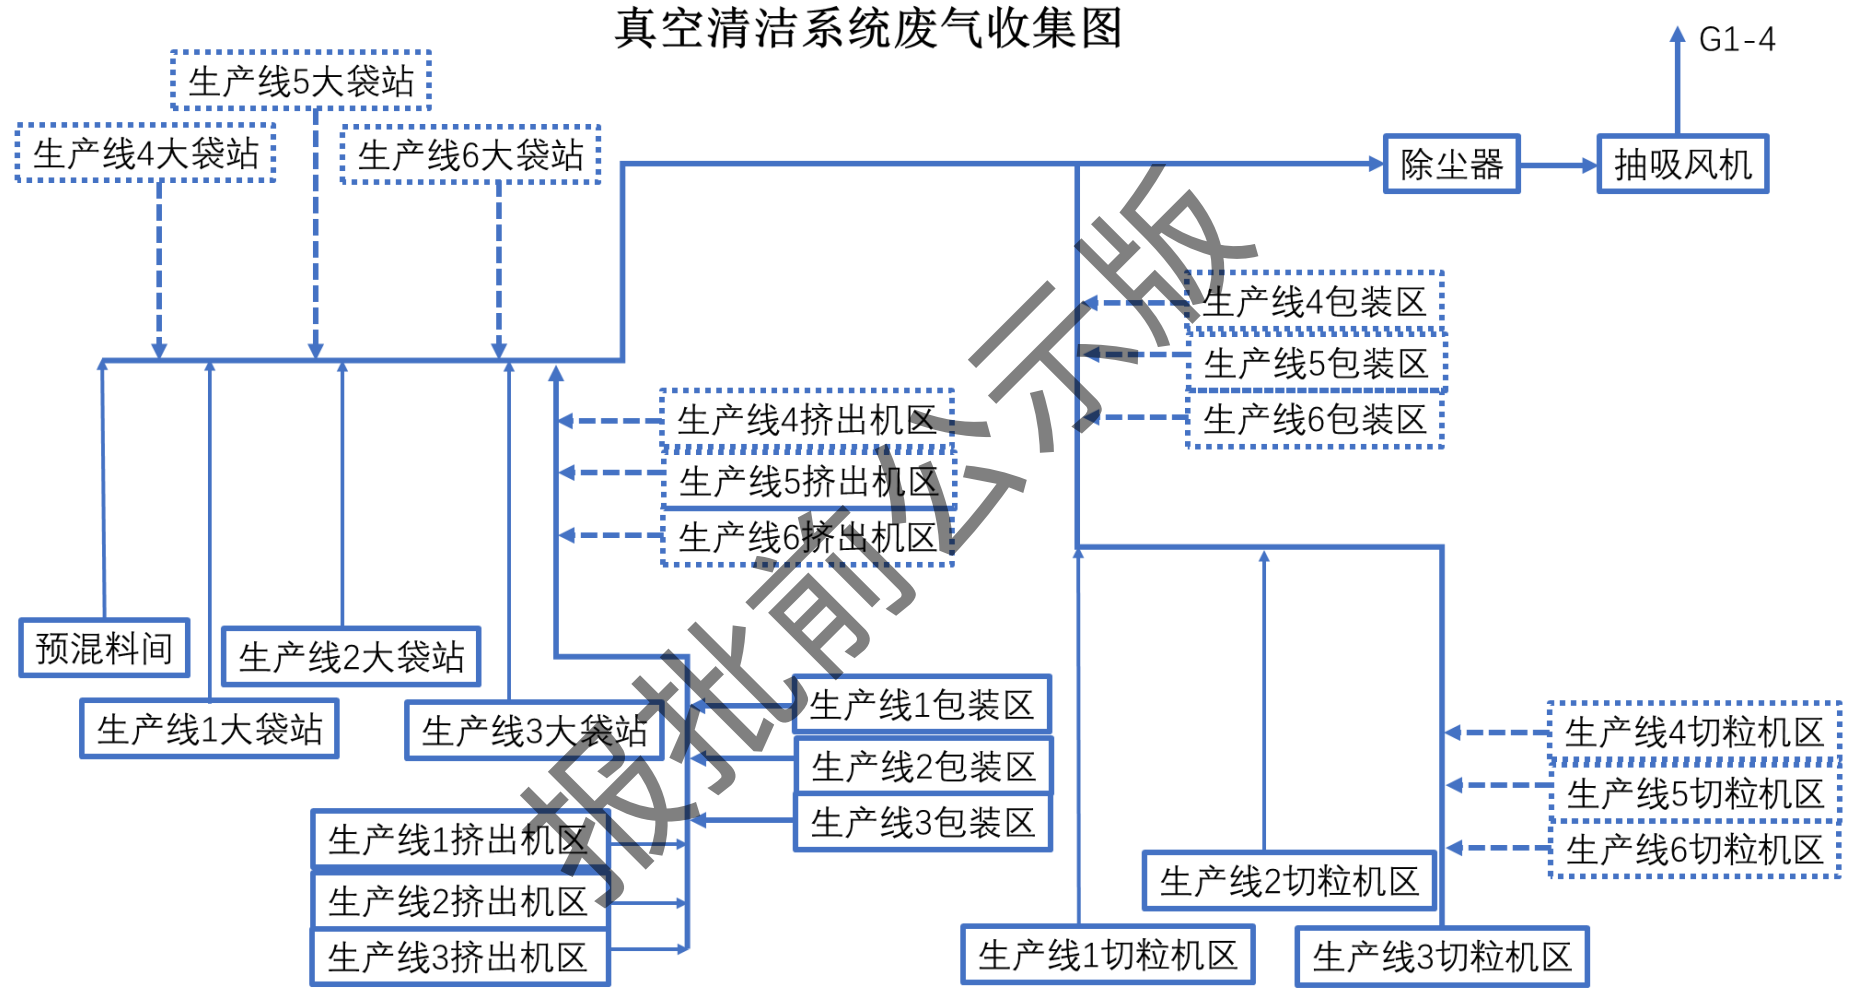 真空清洁系统废气收集图
G1-4
生产线5大袋站
生产线4大袋站
生产线6大袋站
除尘器
抽吸风机
生产线4包装区
生产线5包装区
生产线6包装区
生产线4挤出机区
生产线5挤出机区
生产线6挤出机区
预混料间
生产线2大袋站
生产线1大袋站
生产线3大袋站
生产线1包装区
生产线2包装区
生产线3包装区
生产线1挤出机区
生产线2挤出机区
生产线3挤出机区
生产线4切粒机区
生产线5切粒机区
生产线6切粒机区
生产线2切粒机区
生产线1切粒机区
生产线3切粒机区
报批前公示版